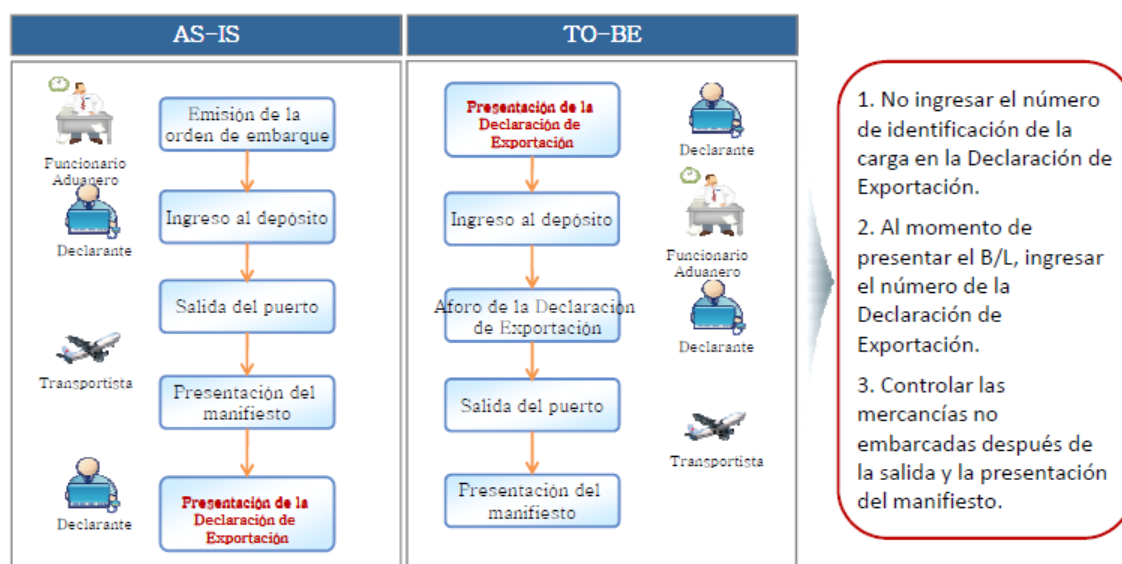 AS-IS
Funcionario
Aduanero
Declarante
Transportista
Declarante
Emisión de la
orden de embarque
Ingreso al depósito
Salida del puerto
Presentación del
manifiesto
Presentación de la
Declaración de
Exportación
TO-BE
Presentación de la
Declaración de
Exportación
Ingreso al depósito
Aforo de la Declaración
de Exportación
Salida del puerto
Presentación del
manifiesto
Declarante
Funcionario
Aduanero
Declarante
Transportista
1. No ingresar el número
de identificación de la
carga en la Declaración de
Exportación.
2. Al momento de
presentar el B/L, ingresar
el número de la
Declaración de
Exportación.
3. Controlar las
mercancías no
embarcadas después de
la salida y la presentación
del manifiesto.